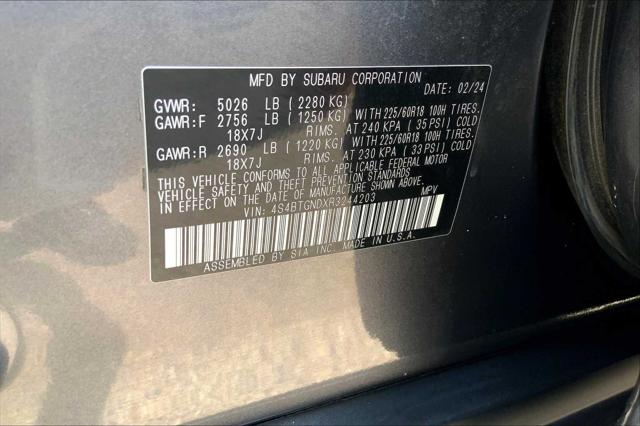 MFD BY SUBARU CORPORATION
DATE: 02/24
GVWR: 5026 LB (2280 KG)
GAWR:F 2756 LB (1250 KG) WITH 225/60R18 100H TIRES.
18X7J RIMS. AT 240 KPA (35 PSI) COLD
GAWR:R 2690 LB (1220 KG) WITH 225/60R18 100H TIRES.
18X7J RIMS. AT 230 KPA (33 PSI) COLD
THIS VEHICLE CONFORMS TO ALL APPLICABLE FEDERAL MOTOR
VEHICLE SAFETY AND THEFT PREVENTION STANDARDS
IN EFFECT ON THE DATE OF MANUFACTURE SHOWN ABOVE.
VIN: 4S4BTGNDXR3244203 MPV
ASSEMBLED BY SIA INC. MADE IN U.S.A.